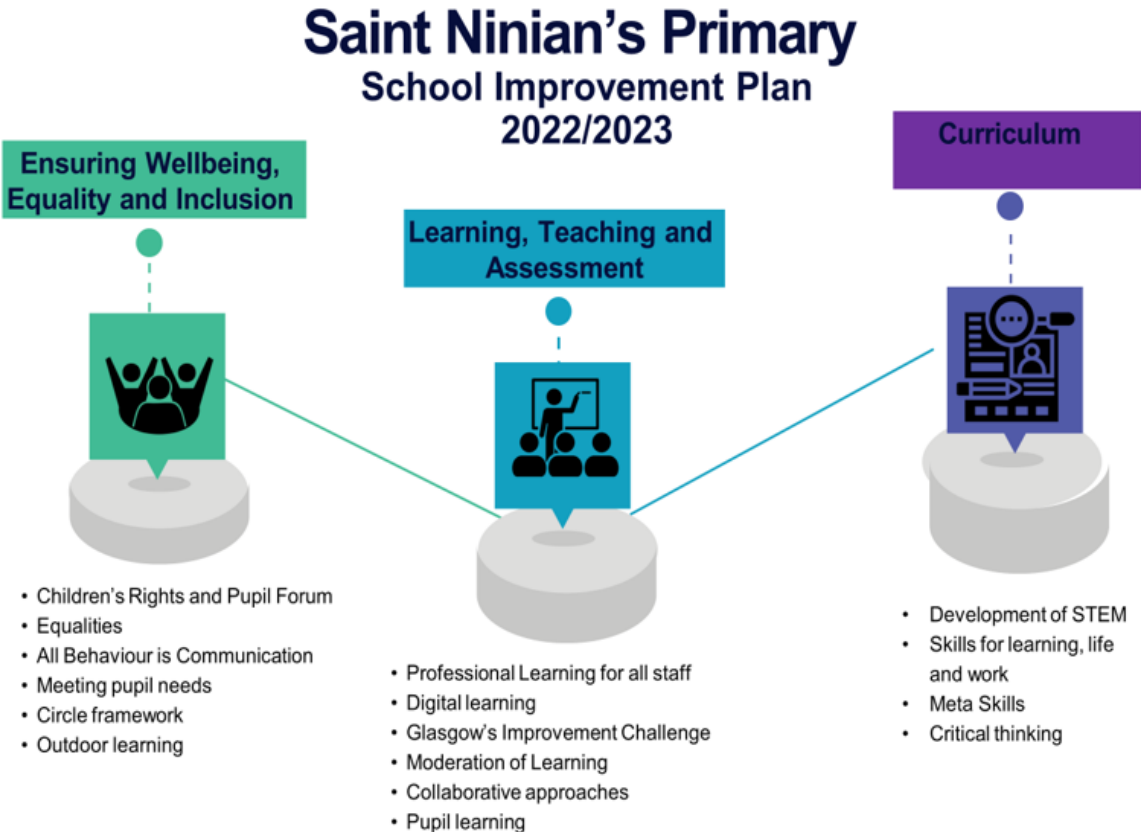 Saint Ninian's Primary
School Improvement Plan
2022/2023
Ensuring Wellbeing,
Equality and Inclusion
Learning, Teaching and
Assessment
Curriculum
• Children's Rights and Pupil Forum
• Equalities
• All Behaviour is Communication
• Meeting pupil needs
• Circle framework
• Outdoor learning
• Professional Learning for all staff
• Digital learning
• Glasgow's Improvement Challenge
• Moderation of Learning
• Collaborative approaches
• Pupil learning
• Development of STEM
• Skills for learning, life
and work
• Meta Skills
• Critical thinking